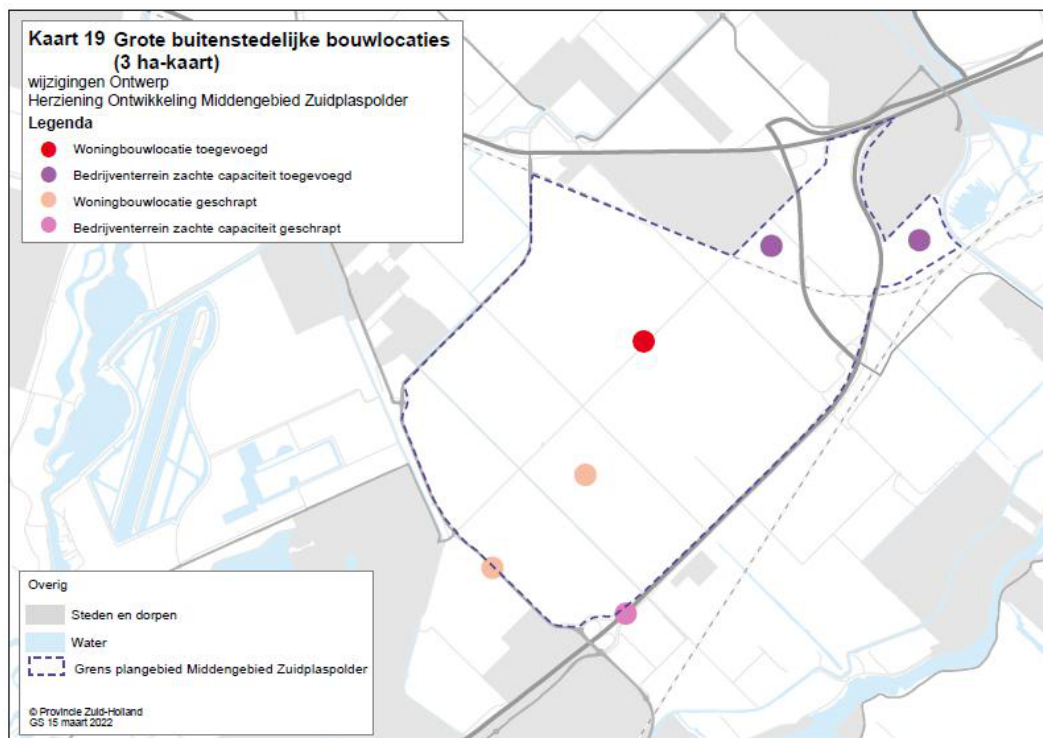 Kaart 19 Grote buitenstedelijke bouwlocaties
(3 ha-kaart)
wijzigingen Ontwerp
Herziening Ontwikkeling Middengebied Zuidplaspolder
Legenda
Woningbouwlocatie toegevoegd
Bedrijventerrein zachte capaciteit toegevoegd
Woningbouwlocatie geschrapt
Bedrijventerrein zachte capaciteit geschrapt
Overig
Steden en dorpen
Water
Grens plangebied Middengebied Zuidplaspolder
© Provincie Zuid-Holland
GS 15 maart 2022